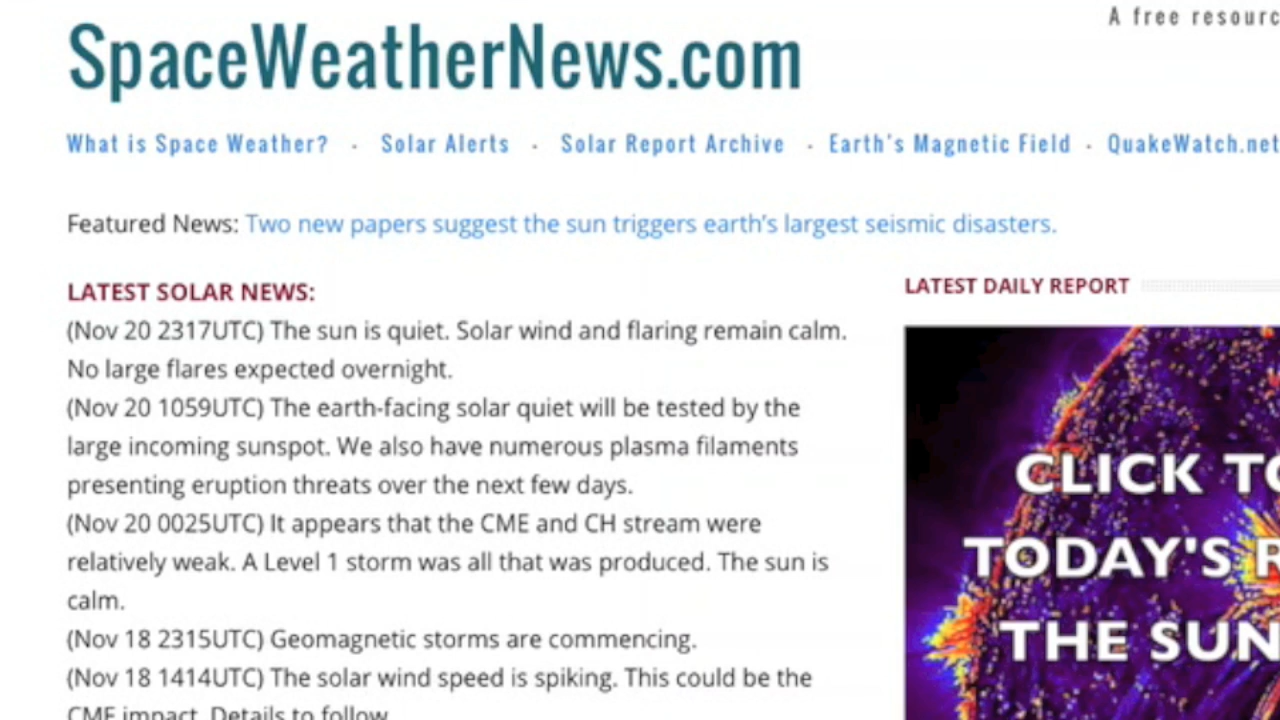 A free resourc
SpaceWeatherNews.com
What is Space Weather? · Solar Alerts · Solar Report Archive · Earth's Magnetic Field · QuakeWatch.net
Featured News: Two new papers suggest the sun triggers earth's largest seismic disasters.
LATEST SOLAR NEWS:
(Nov 20 2317UTC) The sun is quiet. Solar wind and flaring remain calm.
No large flares expected overnight.
(Nov 20 1059UTC) The earth-facing solar quiet will be tested by the
large incoming sunspot. We also have numerous plasma filaments
presenting eruption threats over the next few days.
(Nov 20 0025UTC) It appears that the CME and CH stream were
relatively weak. A Level 1 storm was all that was produced. The sun is
calm.
(Nov 18 2315UTC) Geomagnetic storms are commencing.
(Nov 18 1414UTC) The solar wind speed is spiking. This could be the
CME impact. Details to follow
LATEST DAILY REPORT
CLICK TO
TODAY'S R
THE SUN